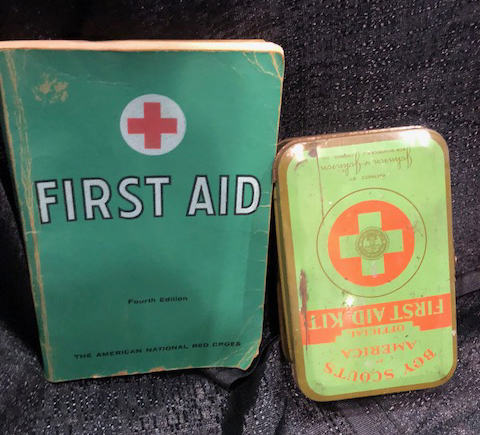 FIRST AID
Fourth Edition
THE AMERICAN NATIONAL RED CROSS
BOY SCOUTS
OF
AMERICA
OFFICIAL
FIRST AID KIT
BY
Johnson & Johnson